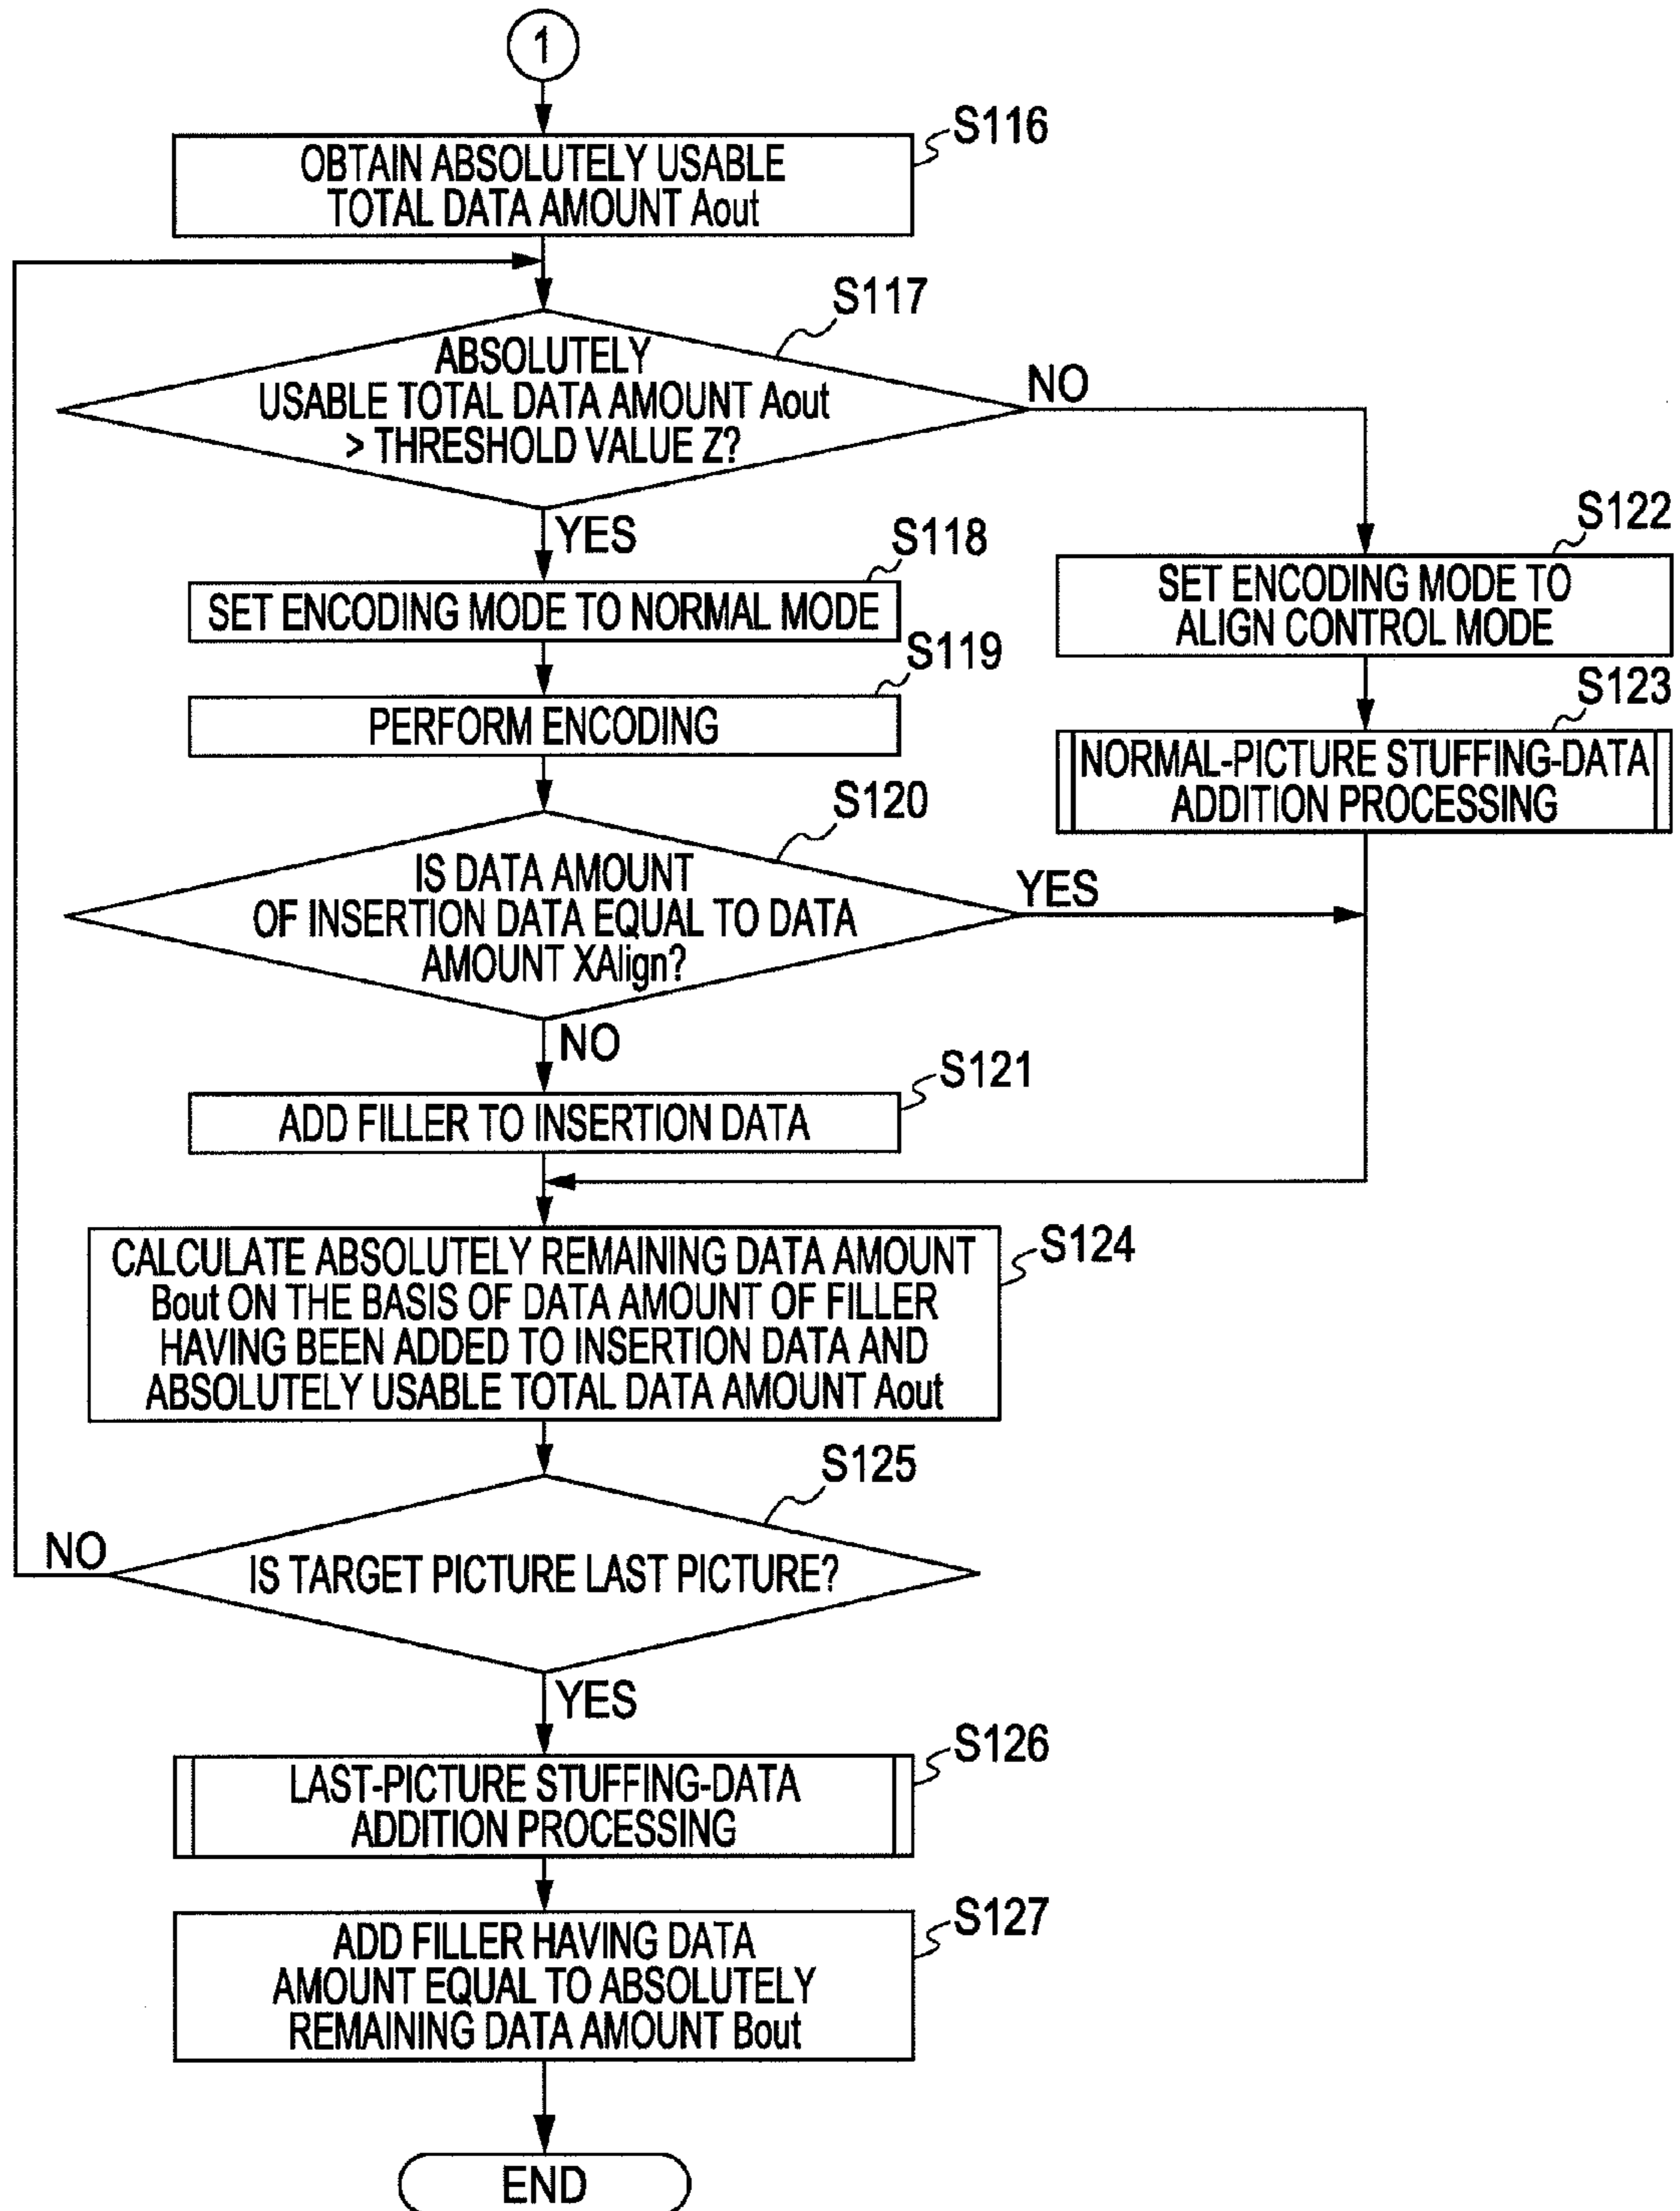 1
S116
OBTAIN ABSOLUTELY USABLE
TOTAL DATA AMOUNT Aout
S117
ABSOLUTELY
USABLE TOTAL DATA AMOUNT Aout
> THRESHOLD VALUE Z?
NO
YES
S118
SET ENCODING MODE TO NORMAL MODE
S122
SET ENCODING MODE TO
ALIGN CONTROL MODE
S119
PERFORM ENCODING
S123
NORMAL-PICTURE STUFFING-DATA
ADDITION PROCESSING
S120
IS DATA AMOUNT
OF INSERTION DATA EQUAL TO DATA
AMOUNT XAlign?
YES
NO
S121
ADD FILLER TO INSERTION DATA
S124
CALCULATE ABSOLUTELY REMAINING DATA AMOUNT
Bout ON THE BASIS OF DATA AMOUNT OF FILLER
HAVING BEEN ADDED TO INSERTION DATA AND
ABSOLUTELY USABLE TOTAL DATA AMOUNT Aout
S125
NO
IS TARGET PICTURE LAST PICTURE?
YES
S126
LAST-PICTURE STUFFING-DATA
ADDITION PROCESSING
S127
ADD FILLER HAVING DATA
AMOUNT EQUAL TO ABSOLUTELY
REMAINING DATA AMOUNT Bout
END